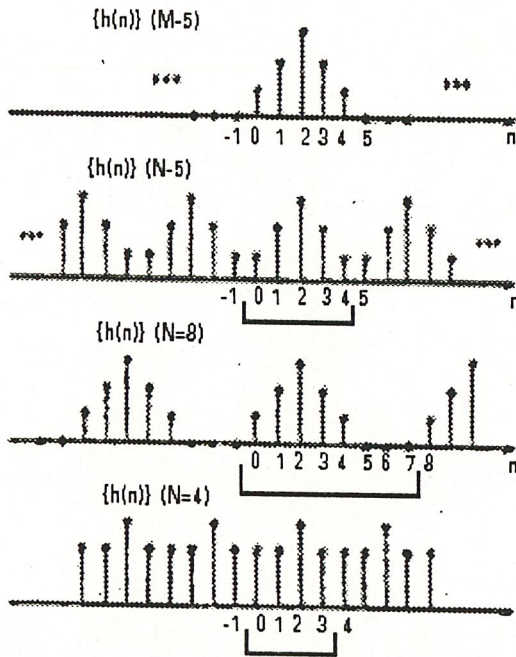 {h(n)} (M-5)
-1 0 1 2 3 4 5 n
{h(n)} (N-5)
-1 0 1 2 3 4 5 n
{h(n)} (N=8)
0 1 2 3 4 5 6 7 8 n
{h(n)} (N=4)
-1 0 1 2 3 4